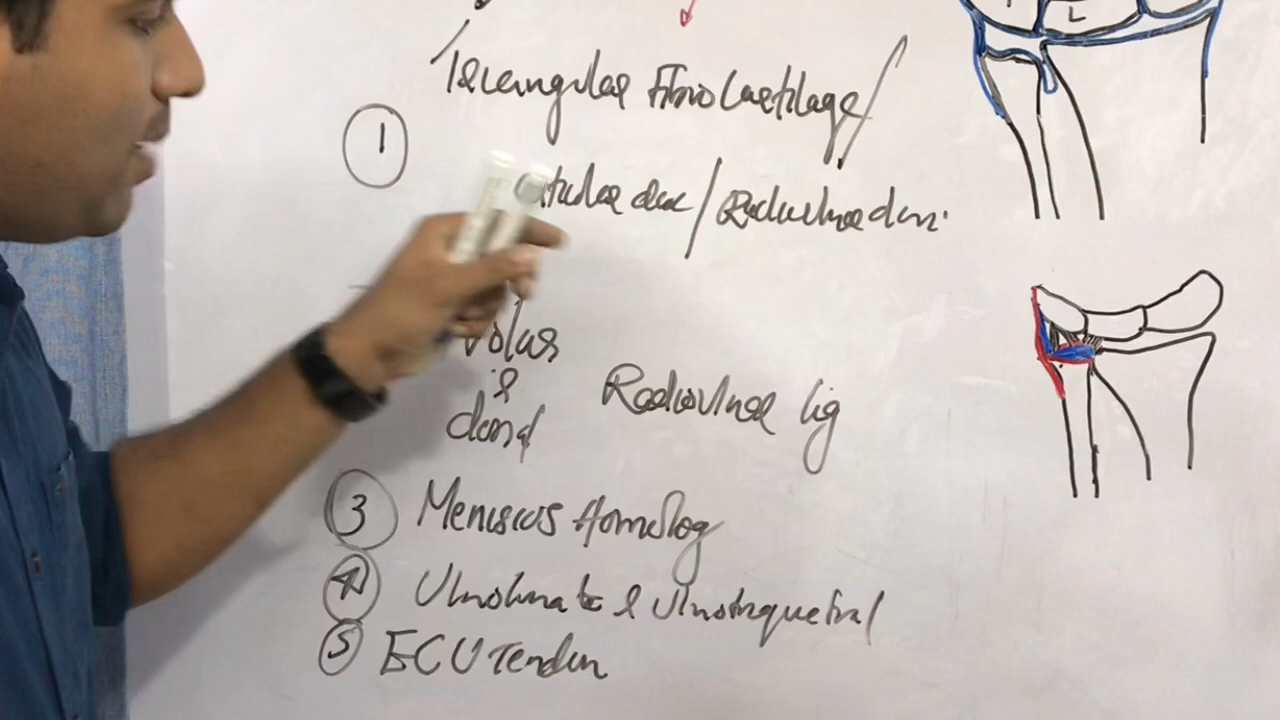 Triangular Fibrocartilage/
1
disc/Radioulnar disc.
Volar
&
dorsal
Radioulnar lig
3 Meniscus Homolog
4 Ulnolunate & Ulnotriquetral
5 ECU Tendon
L